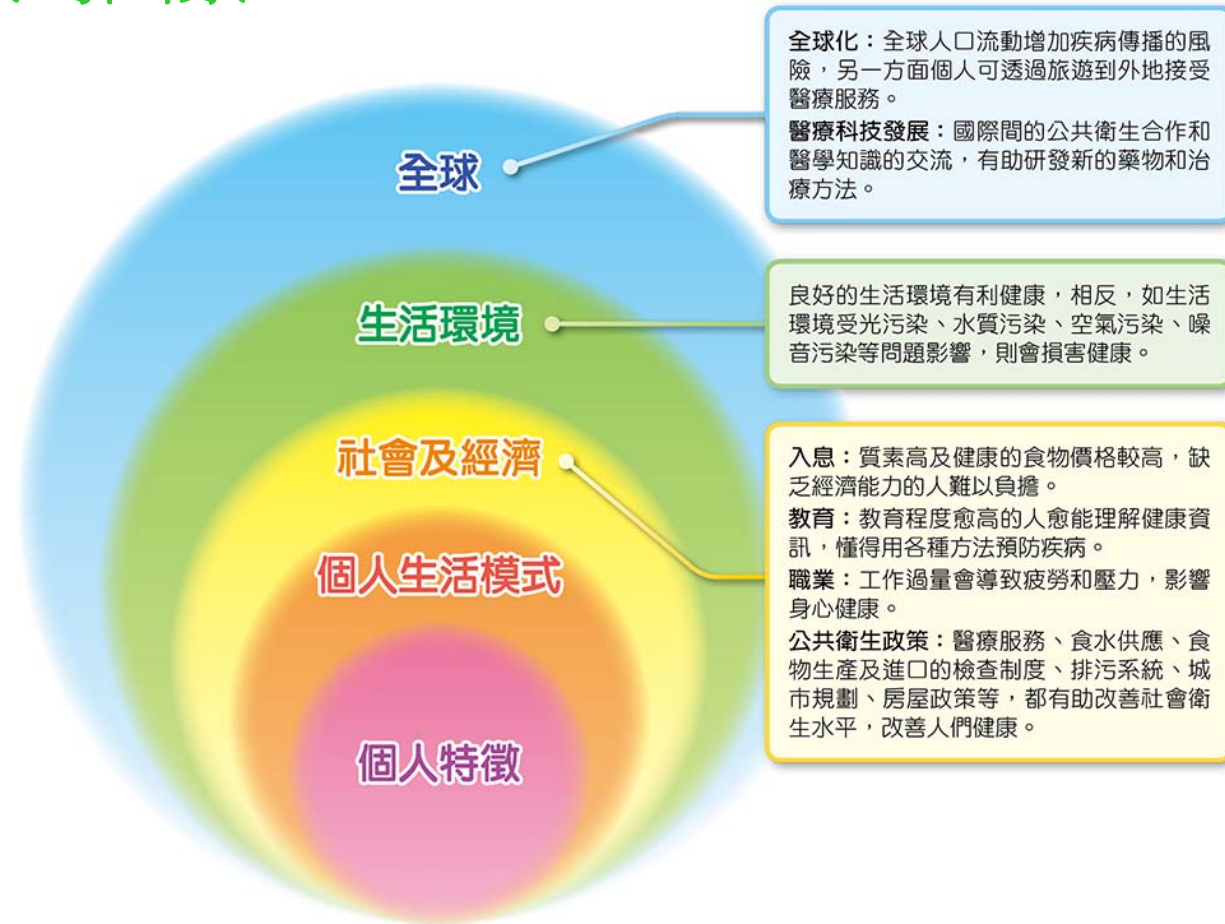 全球
全球化：全球人口流動增加疾病傳播的風
險，另一方面個人可透過旅遊到外地接受
醫療服務。
醫療科技發展：國際間的公共衛生合作和
醫學知識的交流，有助研發新的藥物和治
療方法。
生活環境
良好的生活環境有利健康，相反，如生活
環境受光污染、水質污染、空氣污染、噪
音污染等問題影響，則會損害健康。
社會及經濟
入息：質素高及健康的食物價格較高，缺
乏經濟能力的人難以負擔。
教育：教育程度愈高的人愈能理解健康資
訊，懂得用各種方法預防疾病。
職業：工作過量會導致疲勞和壓力，影響
身心健康。
公共衛生政策：醫療服務、食水供應、食
物生產及進口的檢查制度、排污系統、城
市規劃、房屋政策等，都有助改善社會衛
生水平，改善人們健康。
個人生活模式
個人特徵